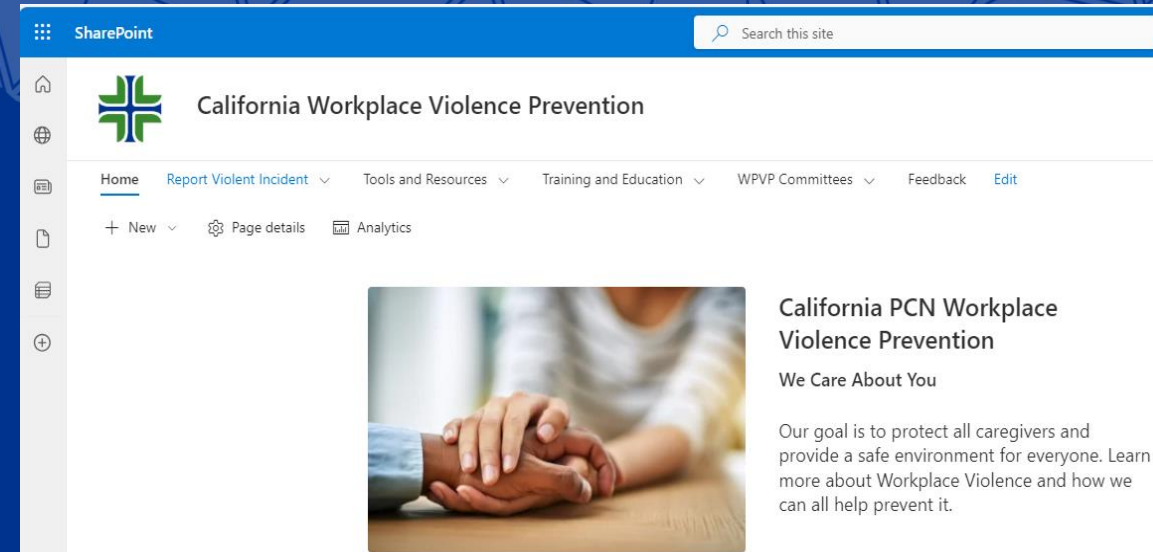 SharePoint
Search this site
California Workplace Violence Prevention
Home Report Violent Incident Tools and Resources Training and Education WPVP Committees Feedback Edit
+ New Page details Analytics
California PCN Workplace
Violence Prevention
We Care About You
Our goal is to protect all caregivers and
provide a safe environment for everyone. Learn
more about Workplace Violence and how we
can all help prevent it.